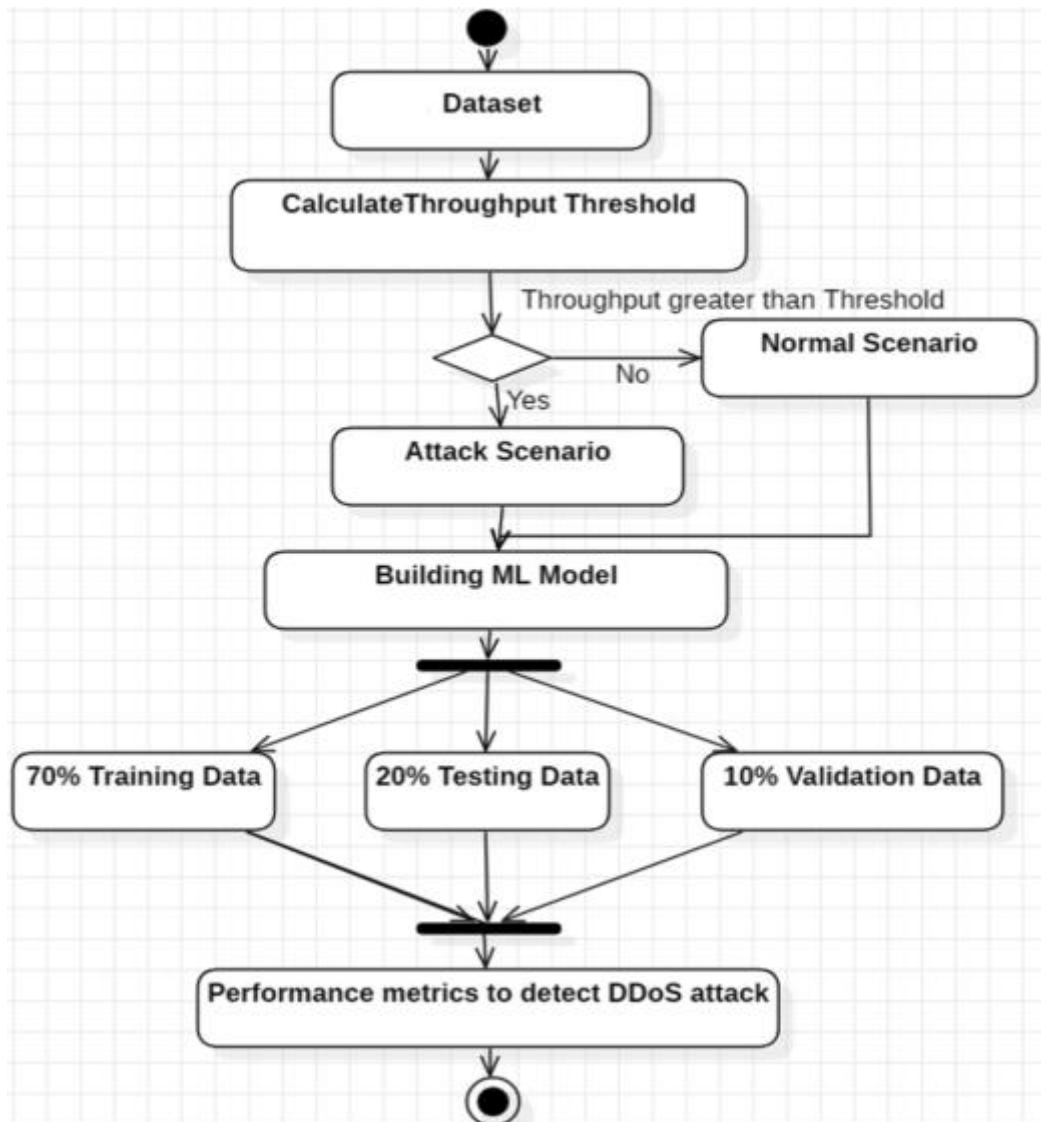 Dataset
CalculateThroughput Threshold
Throughput greater than Threshold
Normal Scenario
No
Yes
Attack Scenario
Building ML Model
70% Training Data
20% Testing Data
10% Validation Data
Performance metrics to detect DDoS attack